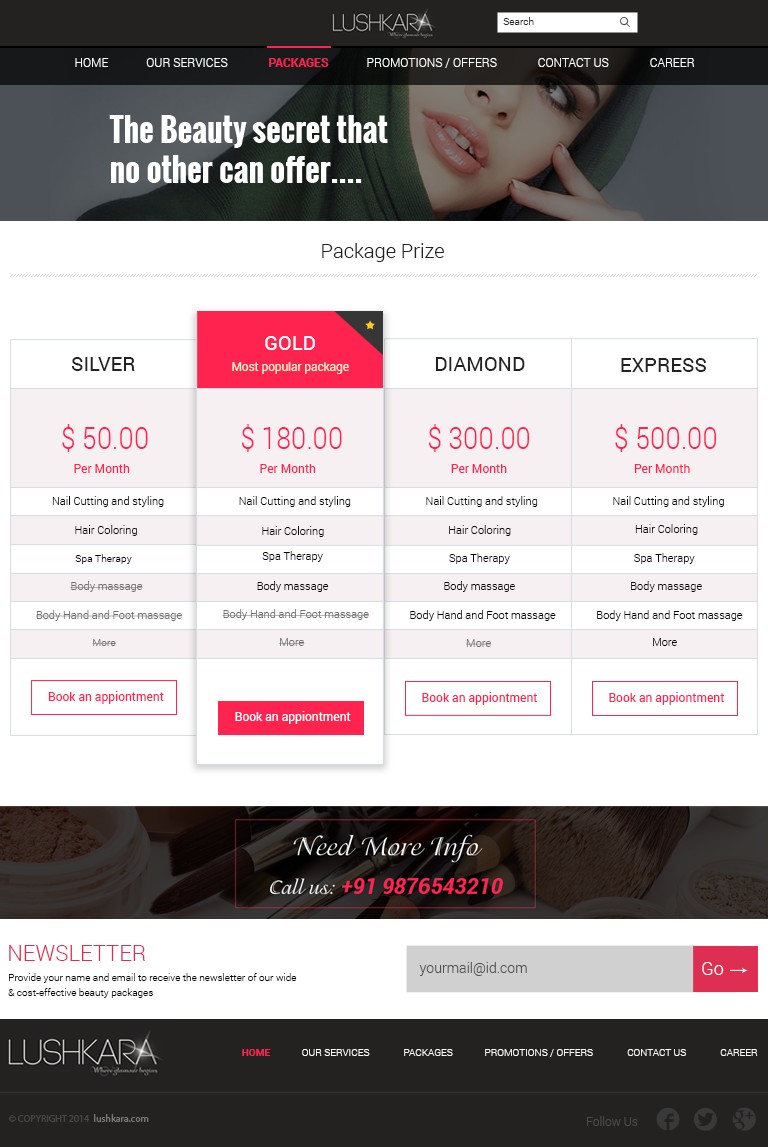 LUSHKARA
Where glamour begins
Search
HOME OUR SERVICES PACKAGES PROMOTIONS / OFFERS CONTACT US CAREER
The Beauty secret that
no other can offer....
Package Prize
SILVER
$ 50.00
Per Month
Nail Cutting and styling
Hair Coloring
Spa Therapy
Body massage
Body Hand and Foot massage
More
Book an appiontment
GOLD
Most popular package
$ 180.00
Per Month
Nail Cutting and styling
Hair Coloring
Spa Therapy
Body massage
Body Hand and Foot massage
More
Book an appiontment
DIAMOND
$ 300.00
Per Month
Nail Cutting and styling
Hair Coloring
Spa Therapy
Body massage
Body Hand and Foot massage
More
Book an appiontment
EXPRESS
$ 500.00
Per Month
Nail Cutting and styling
Hair Coloring
Spa Therapy
Body massage
Body Hand and Foot massage
More
Book an appiontment
Need More Info
Call us: +91 9876543210
NEWSLETTER
Provide your name and email to receive the newsletter of our wide
& cost-effective beauty packages
yourmail@id.com
Go
LUSHKARA
Where glamour begins
HOME OUR SERVICES PACKAGES PROMOTIONS / OFFERS CONTACT US CAREER
© COPYRIGHT 2014 lushkara.com
Follow Us